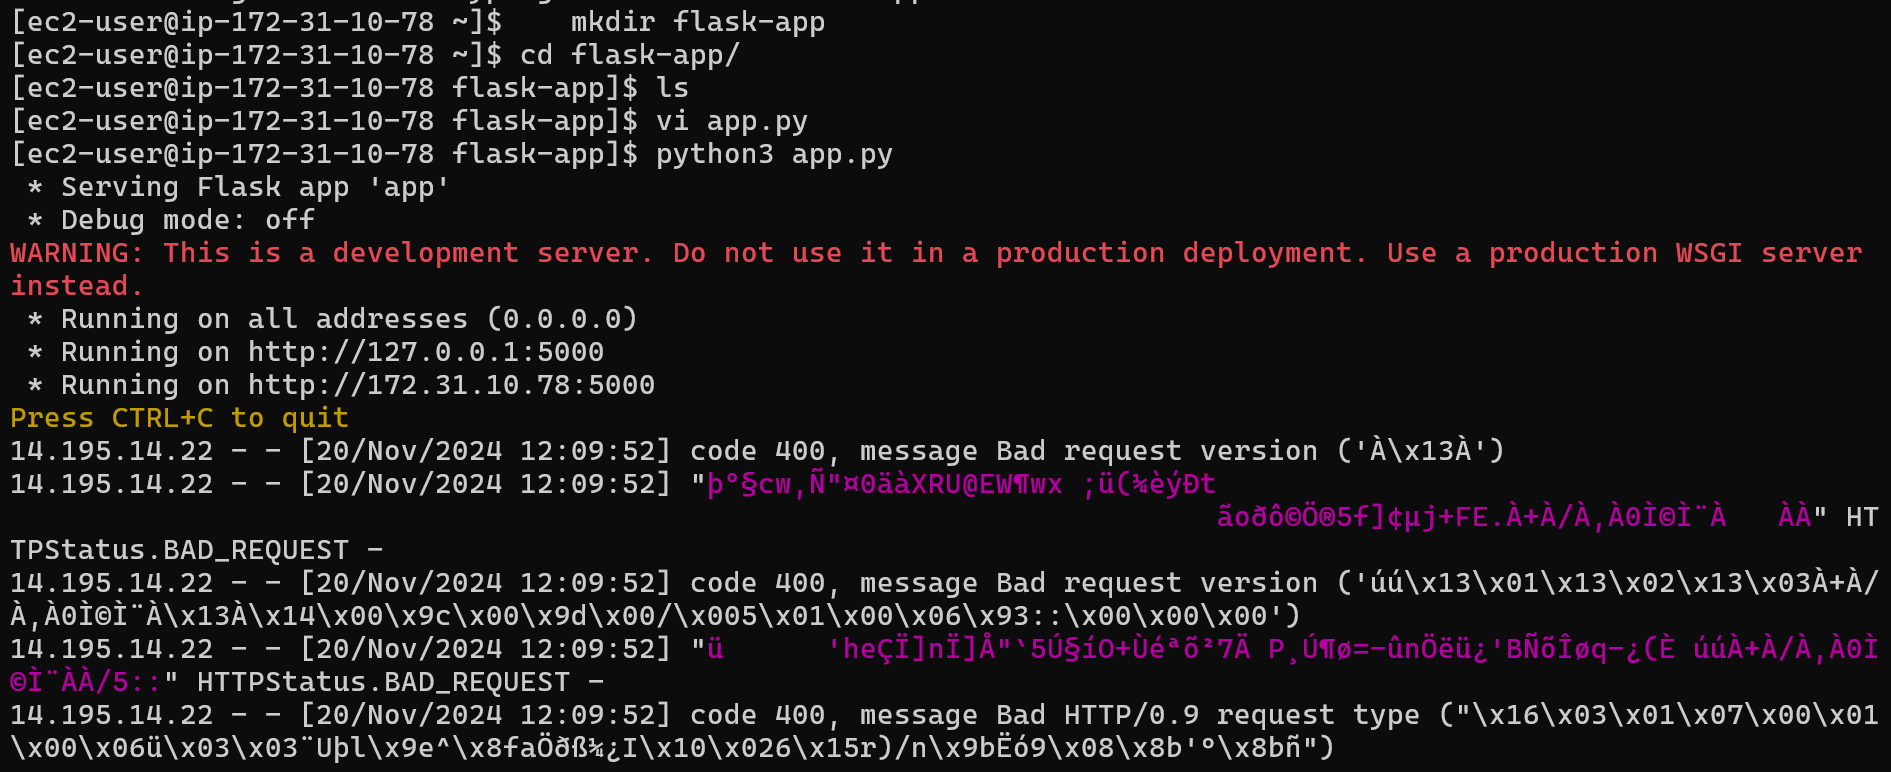 [ec2-user@ip-172-31-10-78 ~]$    mkdir flask-app
[ec2-user@ip-172-31-10-78 ~]$ cd flask-app/
[ec2-user@ip-172-31-10-78 flask-app]$ ls
[ec2-user@ip-172-31-10-78 flask-app]$ vi app.py
[ec2-user@ip-172-31-10-78 flask-app]$ python3 app.py
 * Serving Flask app 'app'
 * Debug mode: off
WARNING: This is a development server. Do not use it in a production deployment. Use a production WSGI server
instead.
 * Running on all addresses (0.0.0.0)
 * Running on http://127.0.0.1:5000
 * Running on http://172.31.10.78:5000
Press CTRL+C to quit
14.195.14.22 - - [20/Nov/2024 12:09:52] code 400, message Bad request version ('À\x13À')
14.195.14.22 - - [20/Nov/2024 12:09:52] "þº§cw,Ñ"¤0äàXRU@EW¶wx ;ü(¾èýÐt
ãoðô©Ö®5f]¢µj+FE.À+À/À,À0Ì©Ì¨À   ÀÀ" HT
TPStatus.BAD_REQUEST -
14.195.14.22 - - [20/Nov/2024 12:09:52] code 400, message Bad request version ('úú\x13\x01\x13\x02\x13\x03À+À/
À,À0Ì©Ì¨À\x13À\x14\x00\x9c\x00\x9d\x00/\x005\x01\x00\x06\x93::\x00\x00\x00')
14.195.14.22 - - [20/Nov/2024 12:09:52] "ü      'heÇÏ]nÏ]Å"‵5Ú§íO+Ùéªõ²7Ä P¸Ú¶ø=-ûnÖëü¿'BÑõÎøq-¿(È úúÀ+À/À,À0Ì
©Ì¨ÀÀ/5::" HTTPStatus.BAD_REQUEST -
14.195.14.22 - - [20/Nov/2024 12:09:52] code 400, message Bad HTTP/0.9 request type ("\x16\x03\x01\x07\x00\x01
\x00\x06ü\x03\x03¨Uþl\x9e^\x8faÖðß¾¿I\x10\x026\x15r)/n\x9bËó9\x08\x8b'º\x8bñ")